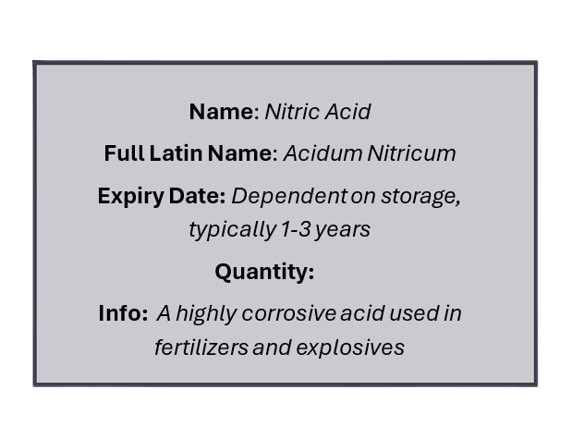 Name: Nitric Acid
Full Latin Name: Acidum Nitricum
Expiry Date: Dependent on storage,
typically 1-3 years
Quantity:
Info: A highly corrosive acid used in
fertilizers and explosives